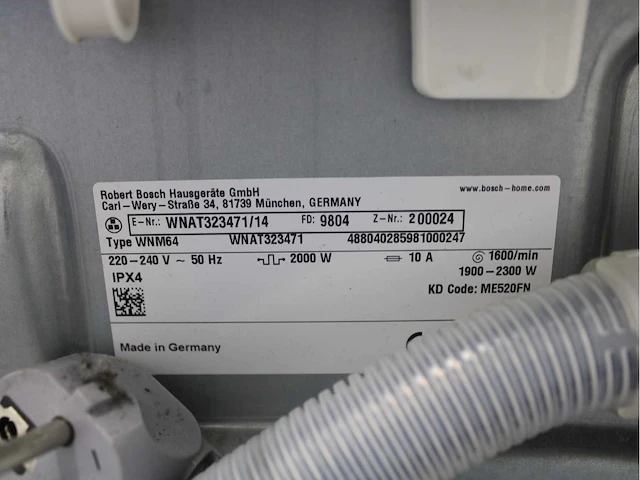 Robert Bosch Hausgeräte GmbH
Carl-Wery-Straße 34, 81739 München, GERMANY
www.bosch-home.com
E-Nr.: WNAT323471/14 FD: 9804 Z-Nr.: 200024
Type WNM64 WNAT323471 488040285981000247
220-240 V ~ 50 Hz 2000 W 10 A 1600/min
IPX4 1900-2300 W
KD Code: ME520FN
Made in Germany